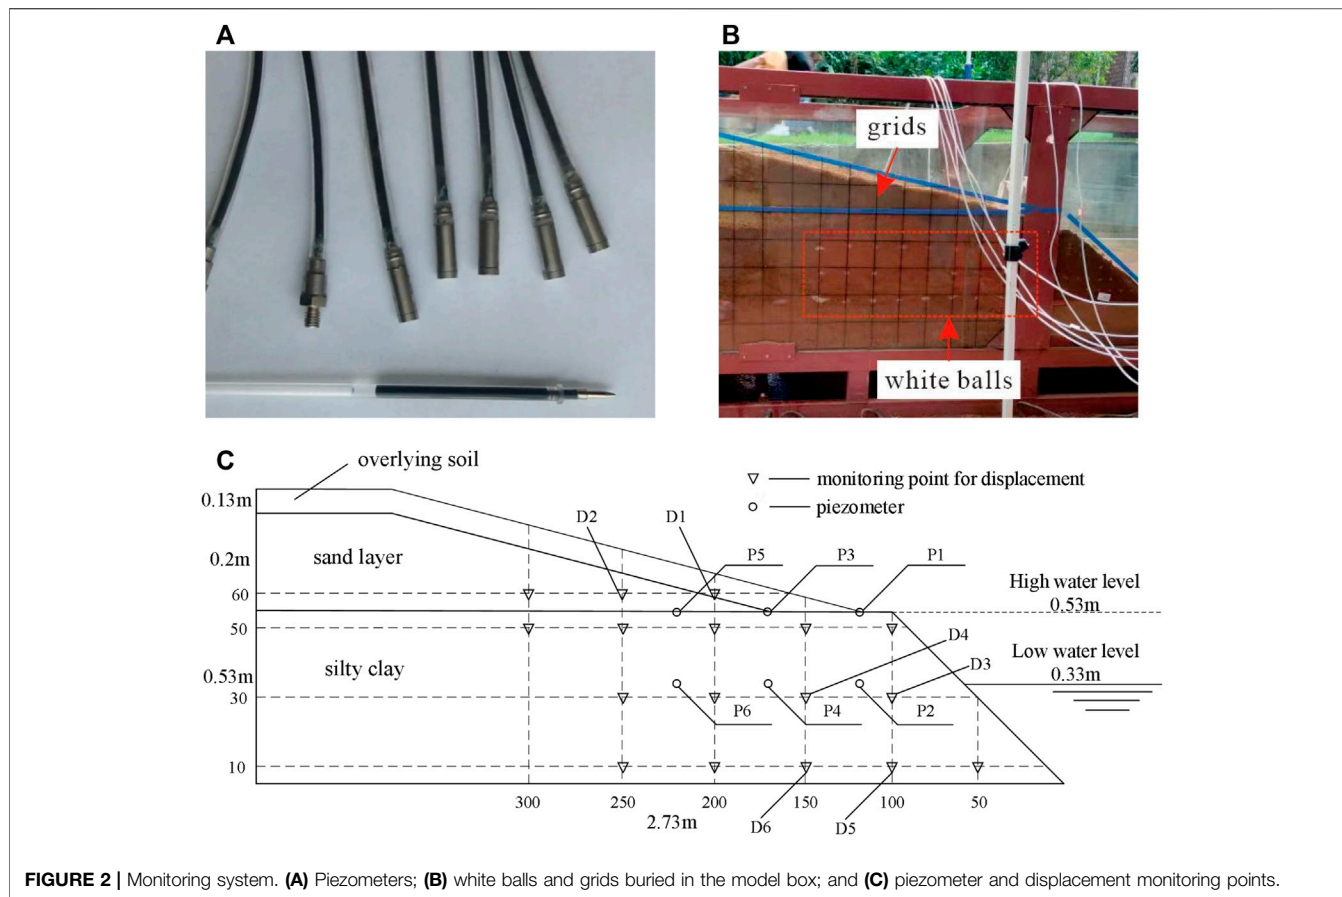 A
B
grids
white balls
C
overlying soil
monitoring point for displacement
piezometer
0.13m
D2
D1
P5
P3
P1
0.2m
sand layer
60
High water level
0.53m
50
silty clay
D4
D3
Low water level
0.33m
0.53m
30
P6
P4
P2
10
300
250
200
150
100
50
2.73m
D6
D5
FIGURE 2 | Monitoring system. (A) Piezometers; (B) white balls and grids buried in the model box; and (C) piezometer and displacement monitoring points.